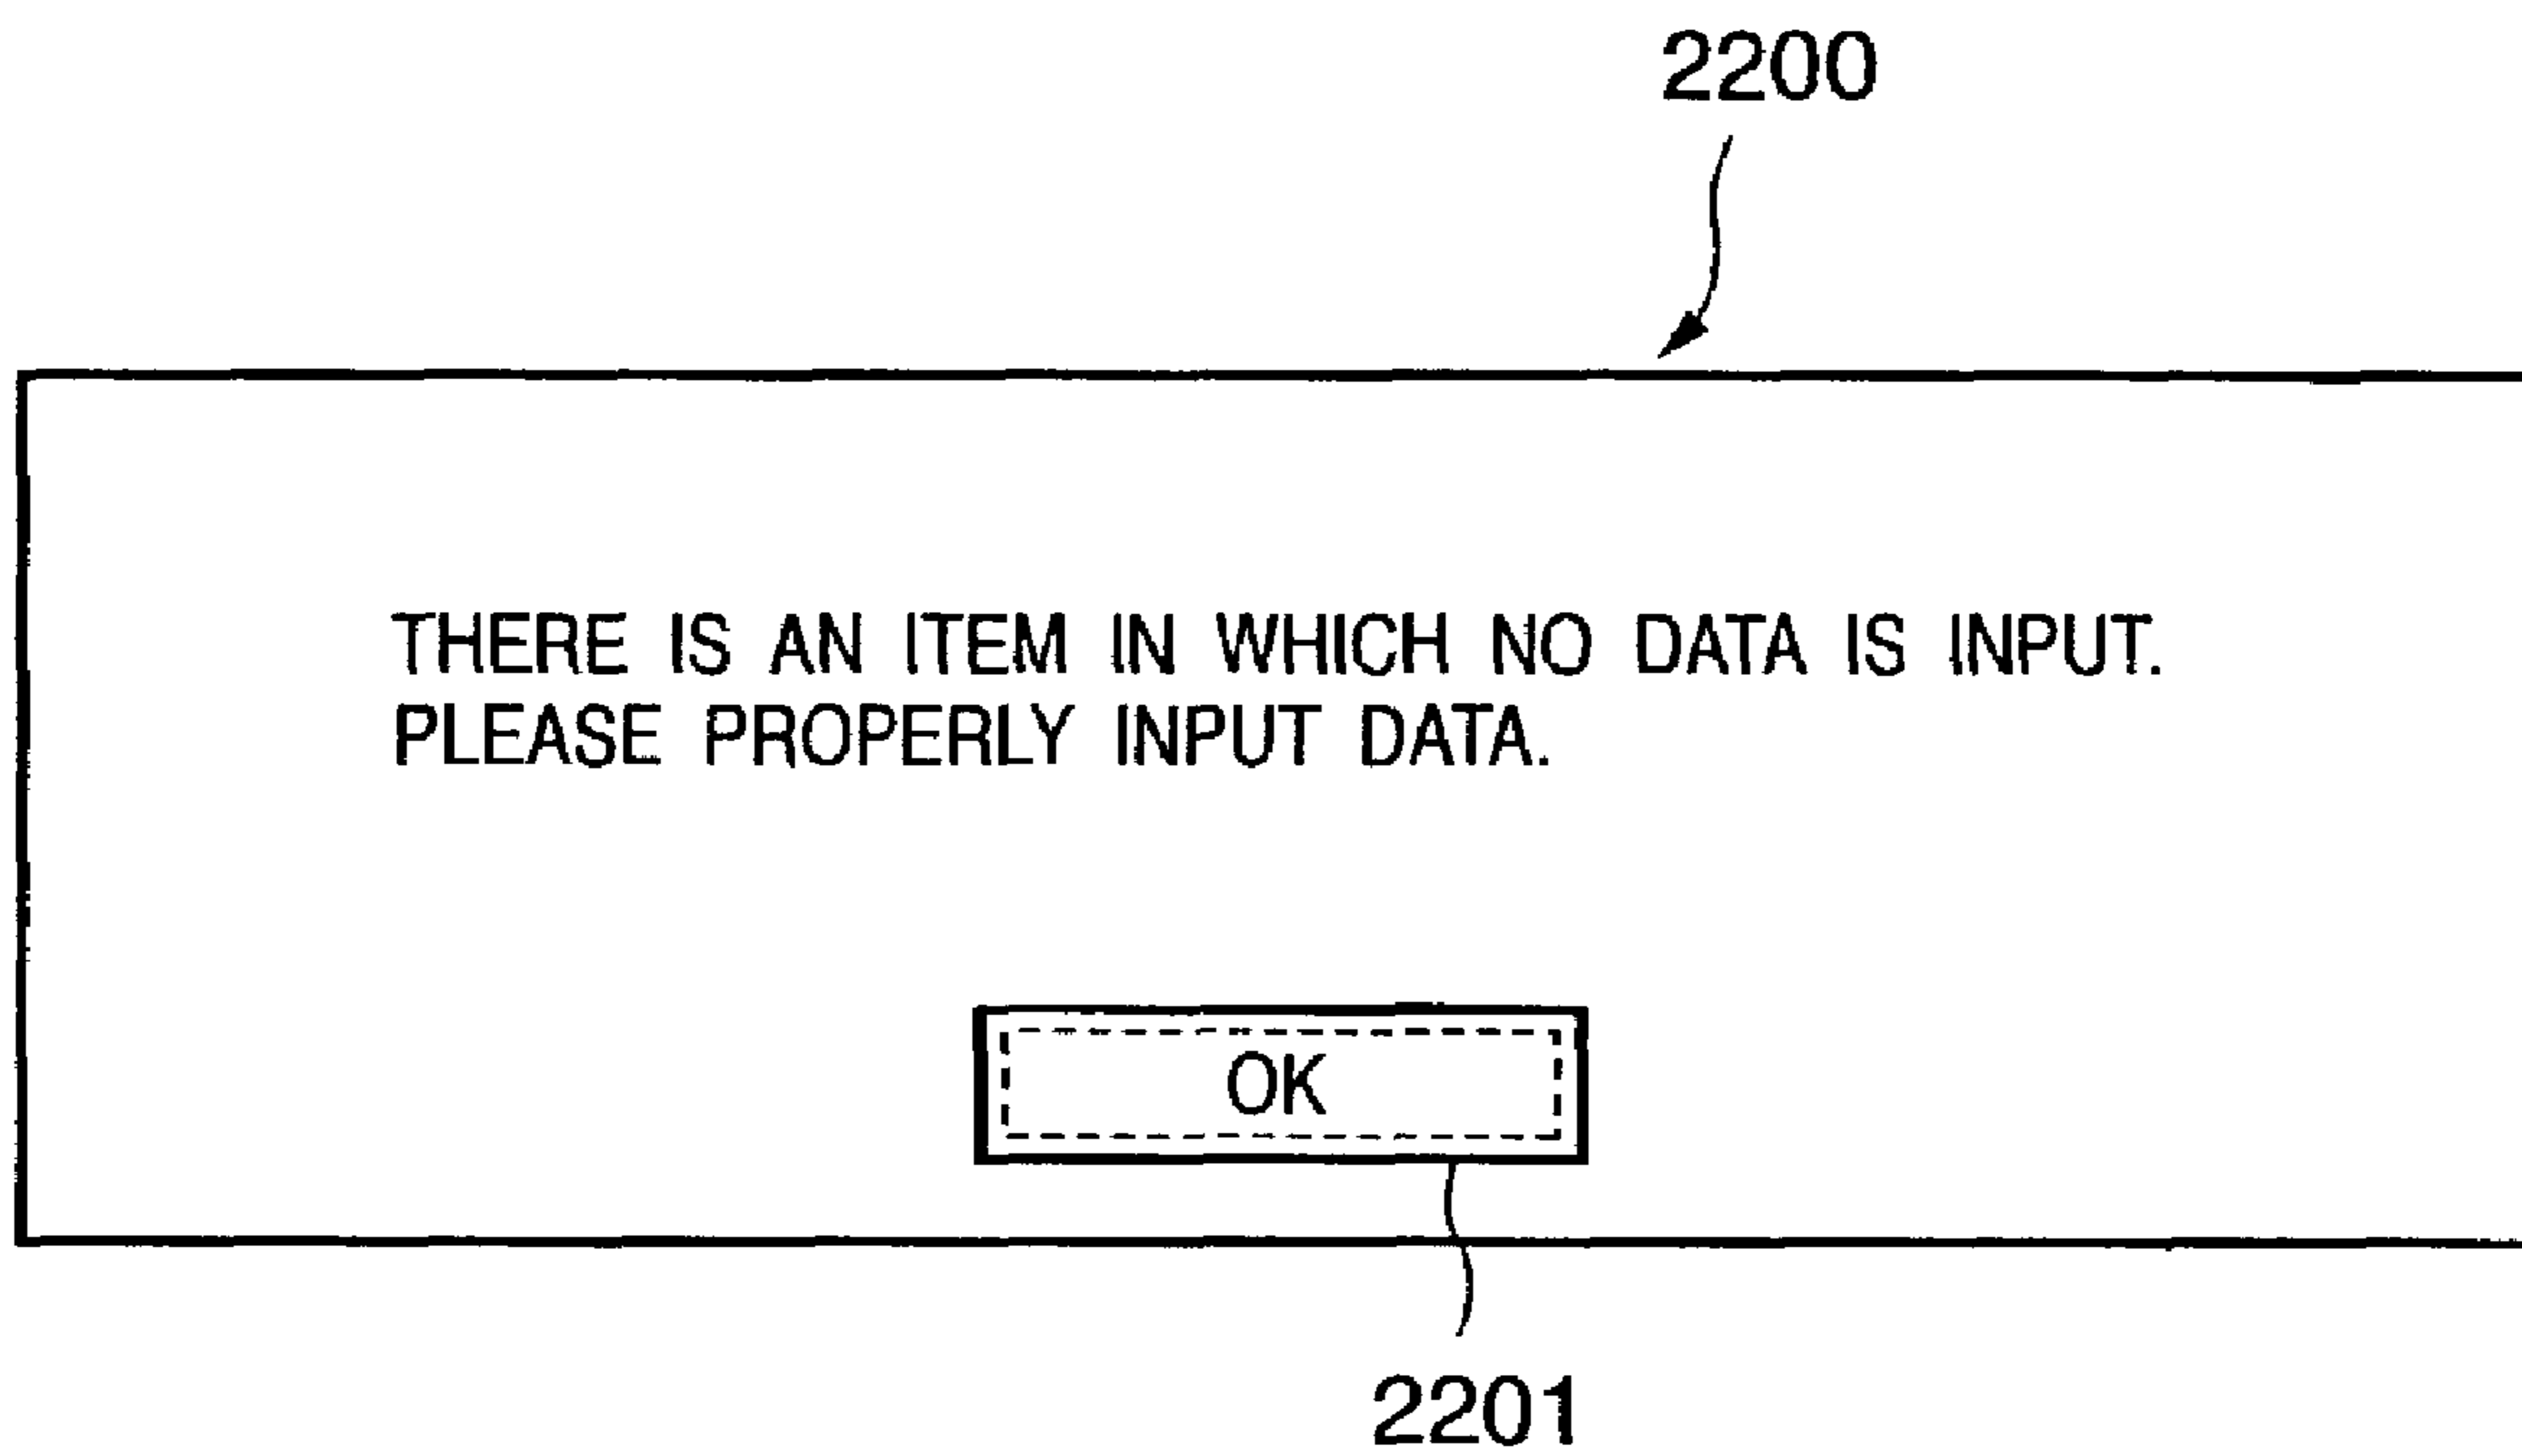 2200
THERE IS AN ITEM IN WHICH NO DATA IS INPUT.
PLEASE PROPERLY INPUT DATA.
OK
2201